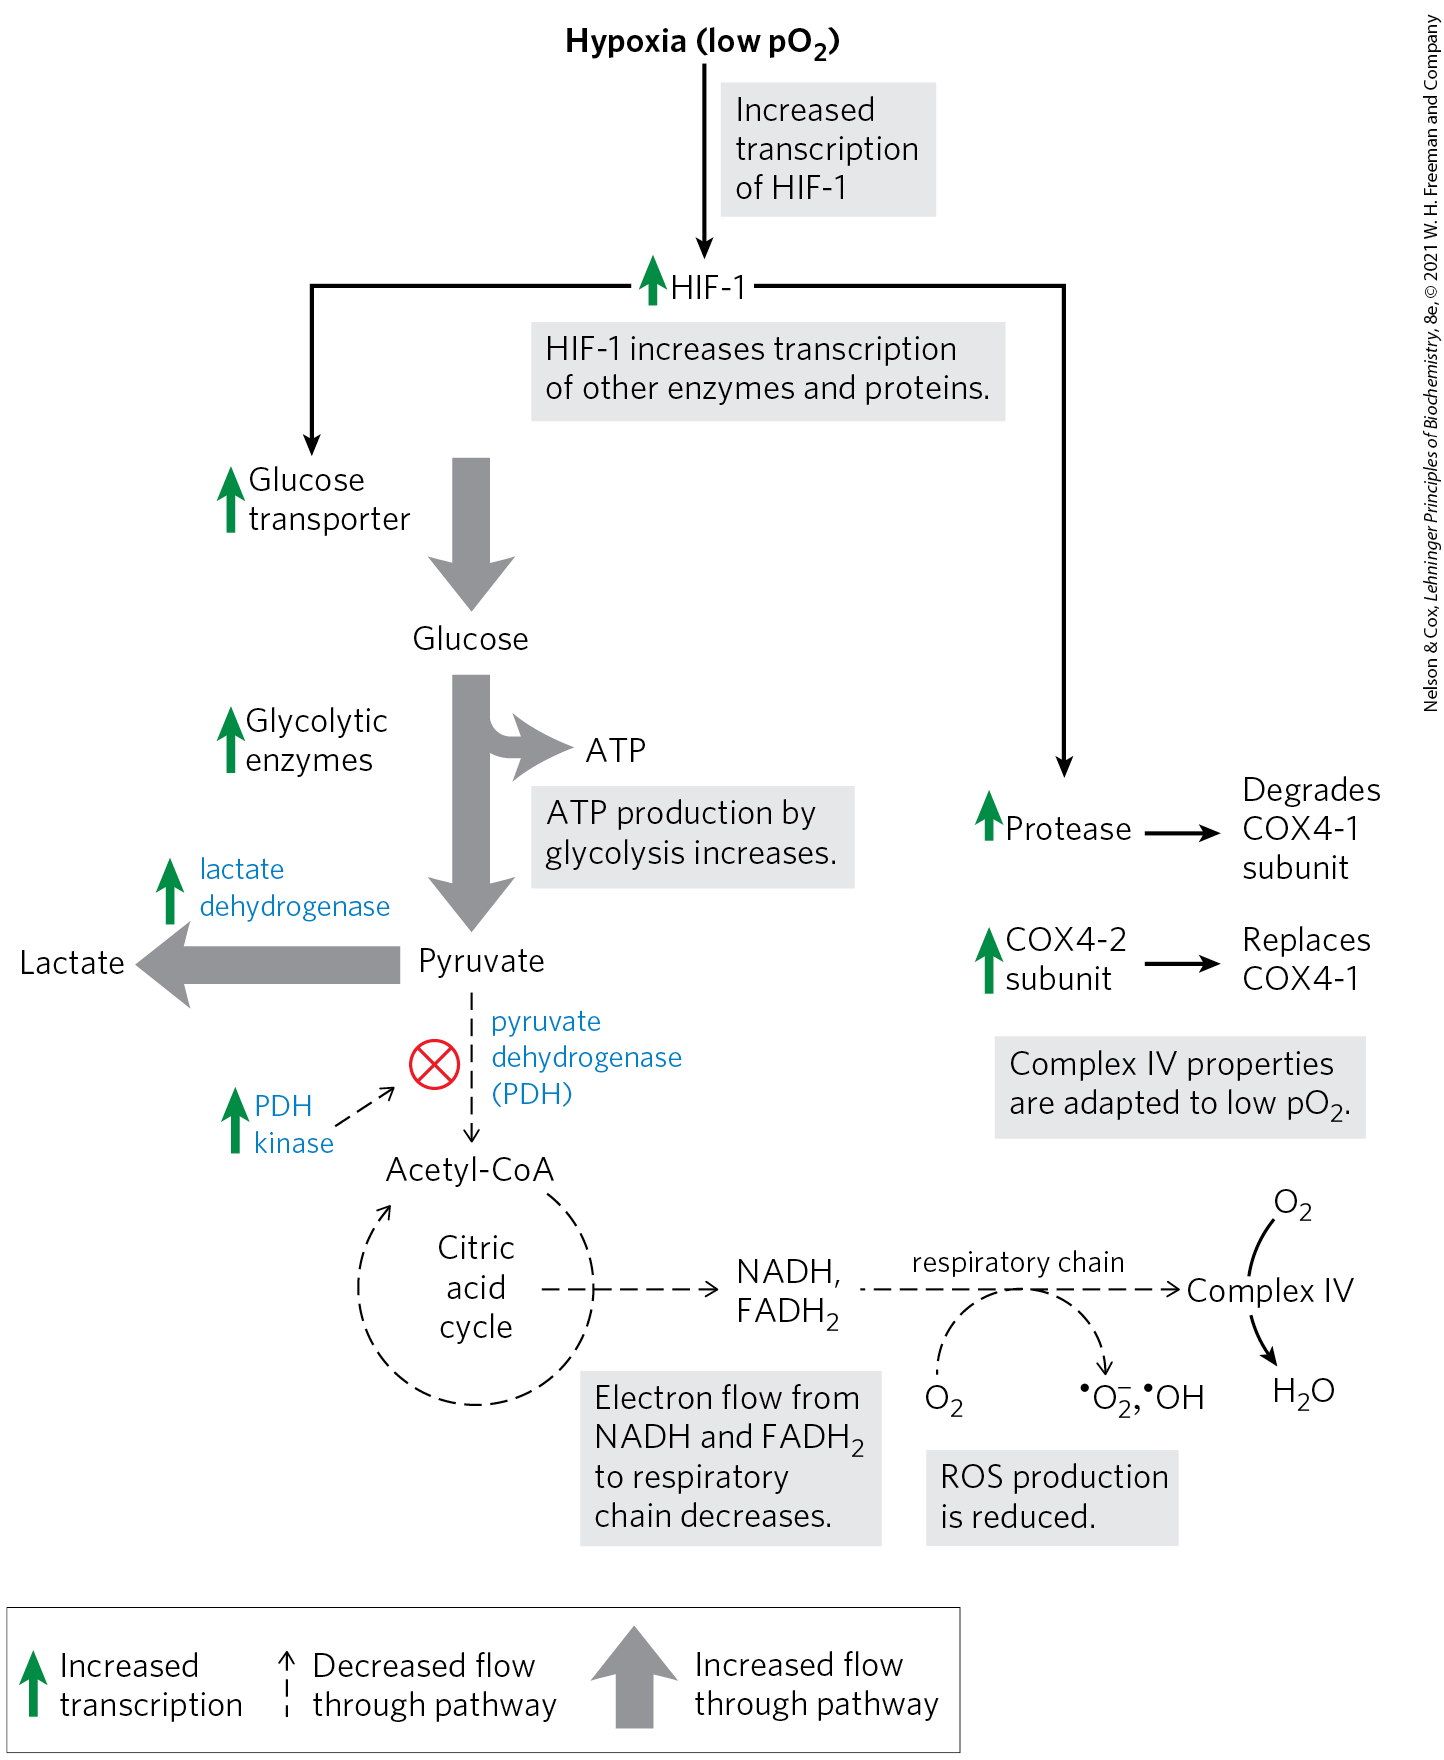 Hypoxia (low pO₂)
Increased
transcription
of HIF-1
HIF-1
HIF-1 increases transcription
of other enzymes and proteins.
Glucose
transporter
Glucose
Glycolytic
enzymes
ATP
ATP production by
glycolysis increases.
lactate
dehydrogenase
Lactate
Pyruvate
pyruvate
dehydrogenase
(PDH)
PDH
kinase
Acetyl-CoA
Citric
acid
cycle
NADH,
FADH₂
Electron flow from
NADH and FADH₂
to respiratory
chain decreases.
respiratory chain
O₂
•O₂⁻, •OH
ROS production
is reduced.
Protease
Degrades
COX4-1
subunit
COX4-2
subunit
Replaces
COX4-1
Complex IV properties
are adapted to low pO₂.
O₂
Complex IV
H₂O
Increased
transcription
Decreased flow
through pathway
Increased flow
through pathway
Nelson & Cox, Lehninger Principles of Biochemistry, 8e, © 2021 W. H. Freeman and Company